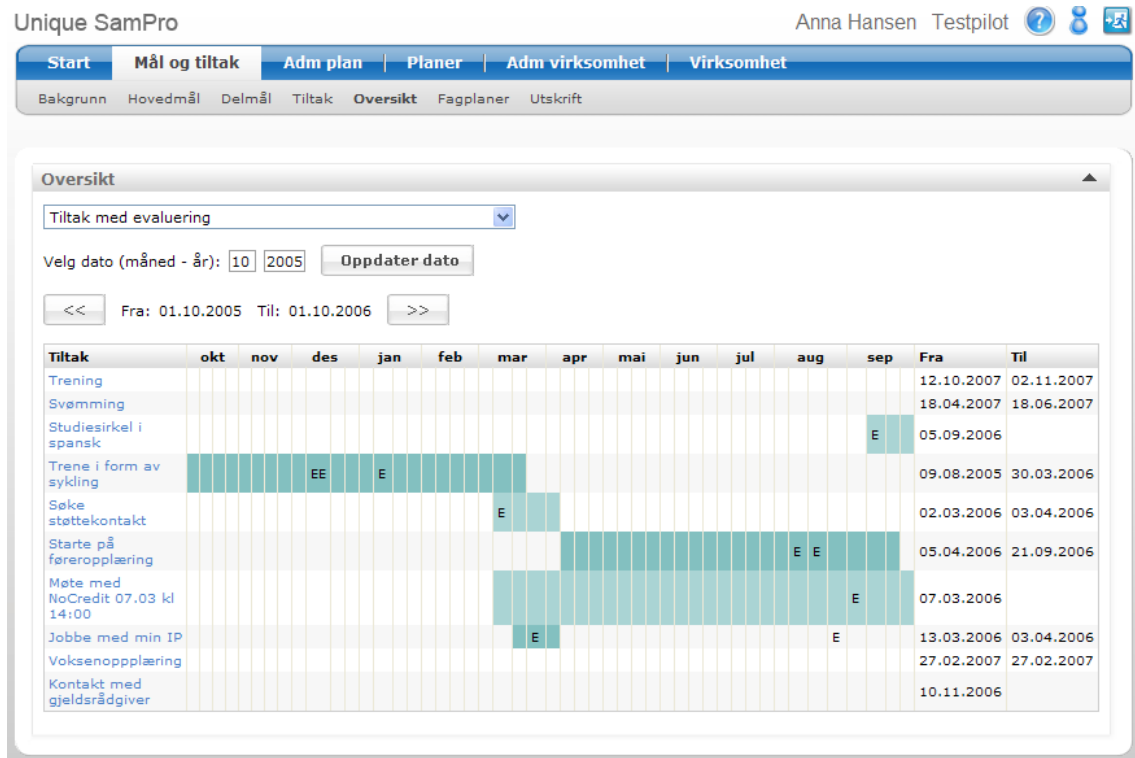 Unique SamPro
Anna Hansen Testpilot ?
Start Mål og tiltak Adm plan Planer Adm virksomhet Virksomhet
Bakgrunn Hovedmål Delmål Tiltak Oversikt Fagplaner Utskrift
Oversikt
Tiltak med evaluering
Velg dato (måned - år): 10 2005 Oppdater dato
<< Fra: 01.10.2005 Til: 01.10.2006 >>
Tiltak okt nov des jan feb mar apr mai jun jul aug sep Fra Til
Trening 12.10.2007 02.11.2007
Svømming 18.04.2007 18.06.2007
Studiesirkel i
spansk E 05.09.2006
Trene i form av
sykling EE E 09.08.2005 30.03.2006
Søke
støttekontakt E 02.03.2006 03.04.2006
Starte på
føreropplæring E E 05.04.2006 21.09.2006
Møte med
NoCredit 07.03 kl E 07.03.2006
14:00
Jobbe med min IP E E 13.03.2006 03.04.2006
Voksenoppplæring 27.02.2007 27.02.2007
Kontakt med
gjeldsrådgiver 10.11.2006